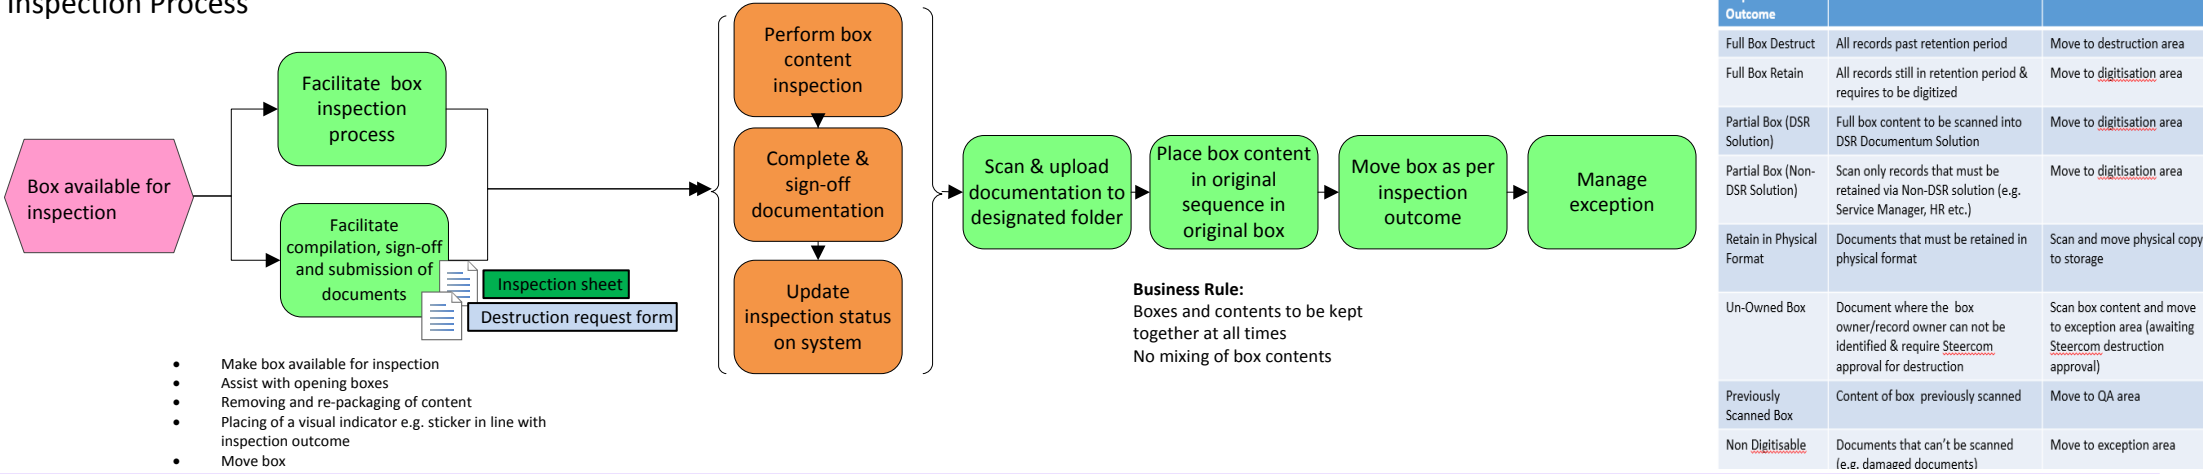 Inspection Process
Box available for
inspection
Facilitate  box
inspection
process
Facilitate
compilation, sign-off
and submission of
documents
Inspection sheet
Destruction request form
• Make box available for inspection
• Assist with opening boxes
• Removing and re-packaging of content
• Placing of a visual indicator e.g. sticker in line with
inspection outcome
• Move box
Perform box
content
inspection
Complete &
sign-off
documentation
Update
inspection status
on system
Scan & upload
documentation to
designated folder
Place box content
in original
sequence in
original box
Move box as per
inspection
outcome
Manage
exception
Business Rule:
Boxes and contents to be kept
together at all times
No mixing of box contents
Outcome
Full Box Destruct
All records past retention period
Move to destruction area
Full Box Retain
All records still in retention period &
requires to be digitized
Move to digitisation area
Partial Box (DSR
Solution)
Full box content to be scanned into
DSR Documentum Solution
Move to digitisation area
Partial Box (Non-
DSR Solution)
Scan only records that must be
retained via Non-DSR solution (e.g.
Service Manager, HR etc.)
Move to digitisation area
Retain in Physical
Format
Documents that must be retained in
physical format
Scan and move physical copy
to storage
Un-Owned Box
Document where the  box
owner/record owner can not be
identified & require Steercom
approval for destruction
Scan box content and move
to exception area (awaiting
Steercom destruction
approval)
Previously
Scanned Box
Content of box  previously scanned
Move to QA area
Non Digitisable
Documents that can't be scanned
(e.g. damaged documents)
Move to exception area